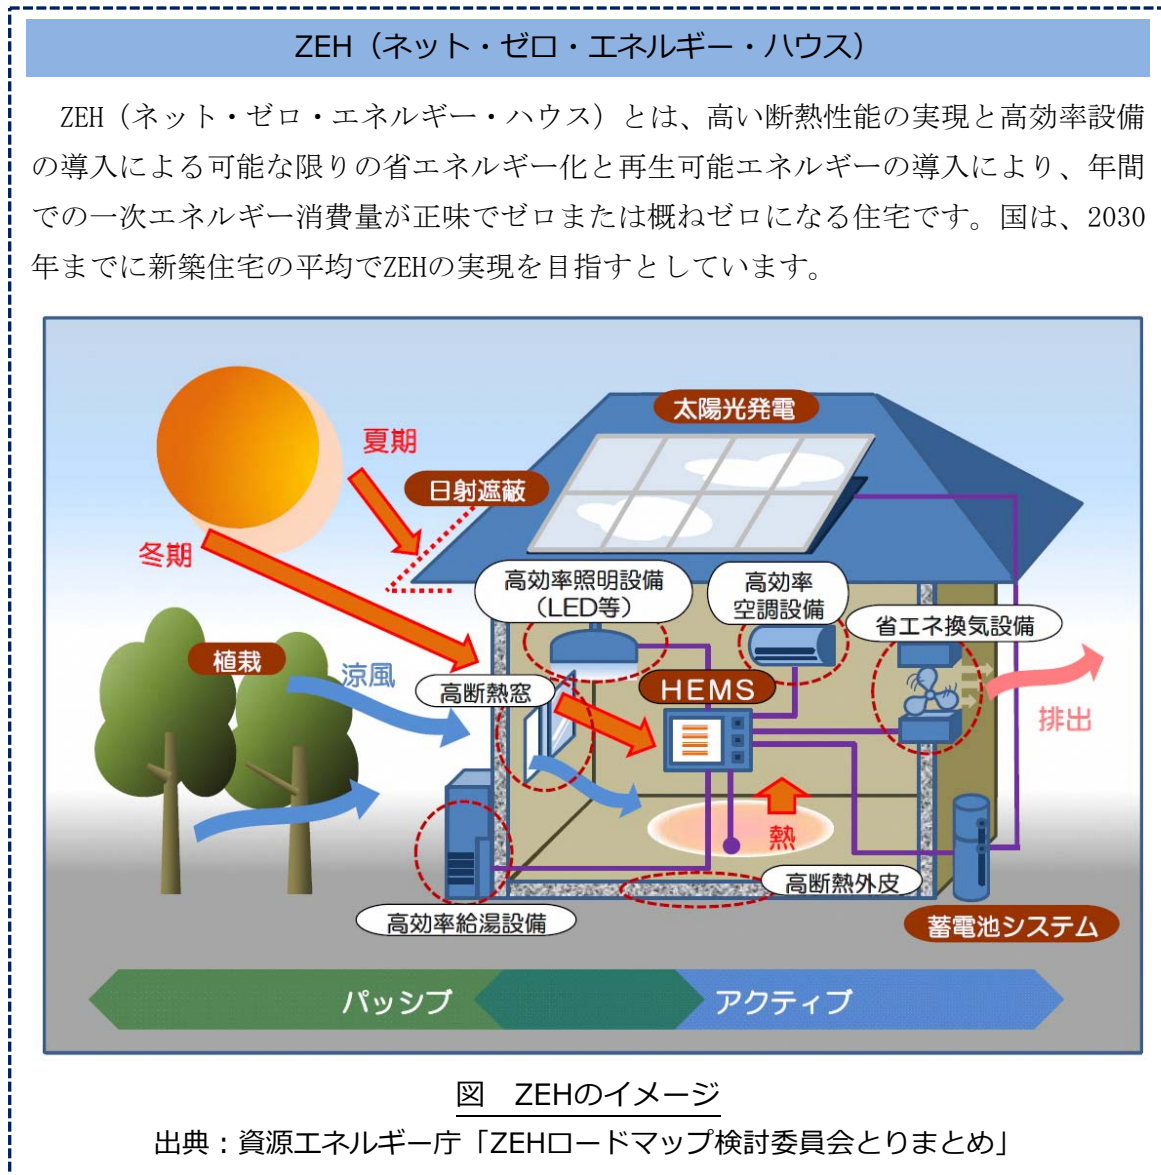 ZEH（ネット・ゼロ・エネルギー・ハウス）
ZEH（ネット・ゼロ・エネルギー・ハウス）とは、高い断熱性能の実現と高効率設備
の導入による可能な限りの省エネルギー化と再生可能エネルギーの導入により、年間
での一次エネルギー消費量が正味でゼロまたは概ねゼロになる住宅です。国は、2030
年までに新築住宅の平均でZEHの実現を目指すとしています。
太陽光発電
夏期
日射遮蔽
冬期
高効率照明設備
（LED等）
高効率
空調設備
省エネ換気設備
植栽
涼風
高断熱窓
HEMS
排出
熱
高断熱外皮
高効率給湯設備
蓄電池システム
パッシブ
アクティブ
図　ZEHのイメージ
出典：資源エネルギー庁「ZEHロードマップ検討委員会とりまとめ」